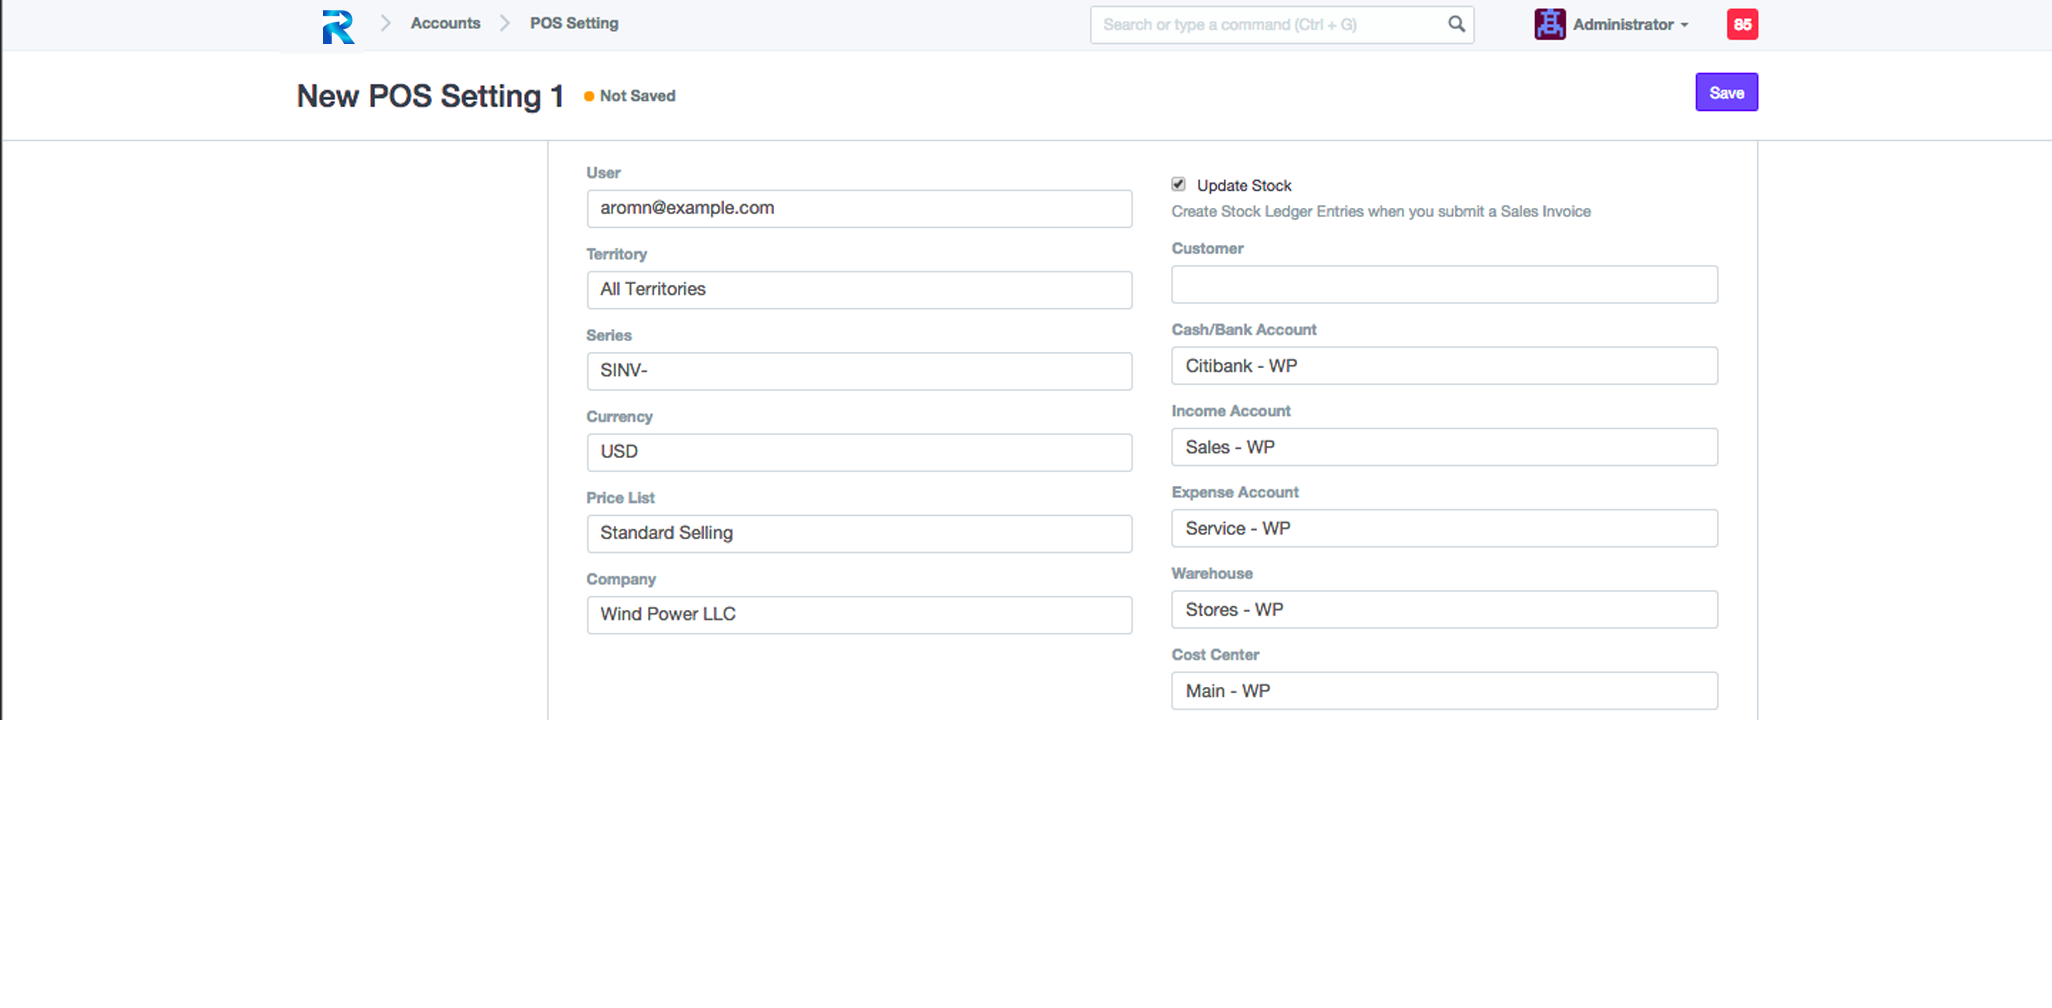 Accounts
POS Setting
Search or type a command (Ctrl + G)
Administrator
85
New POS Setting 1
Not Saved
Save
User
aromn@example.com
Territory
All Territories
Series
SINV-
Currency
USD
Price List
Standard Selling
Company
Wind Power LLC
Update Stock
Create Stock Ledger Entries when you submit a Sales Invoice
Customer
Cash/Bank Account
Citibank - WP
Income Account
Sales - WP
Expense Account
Service - WP
Warehouse
Stores - WP
Cost Center
Main - WP